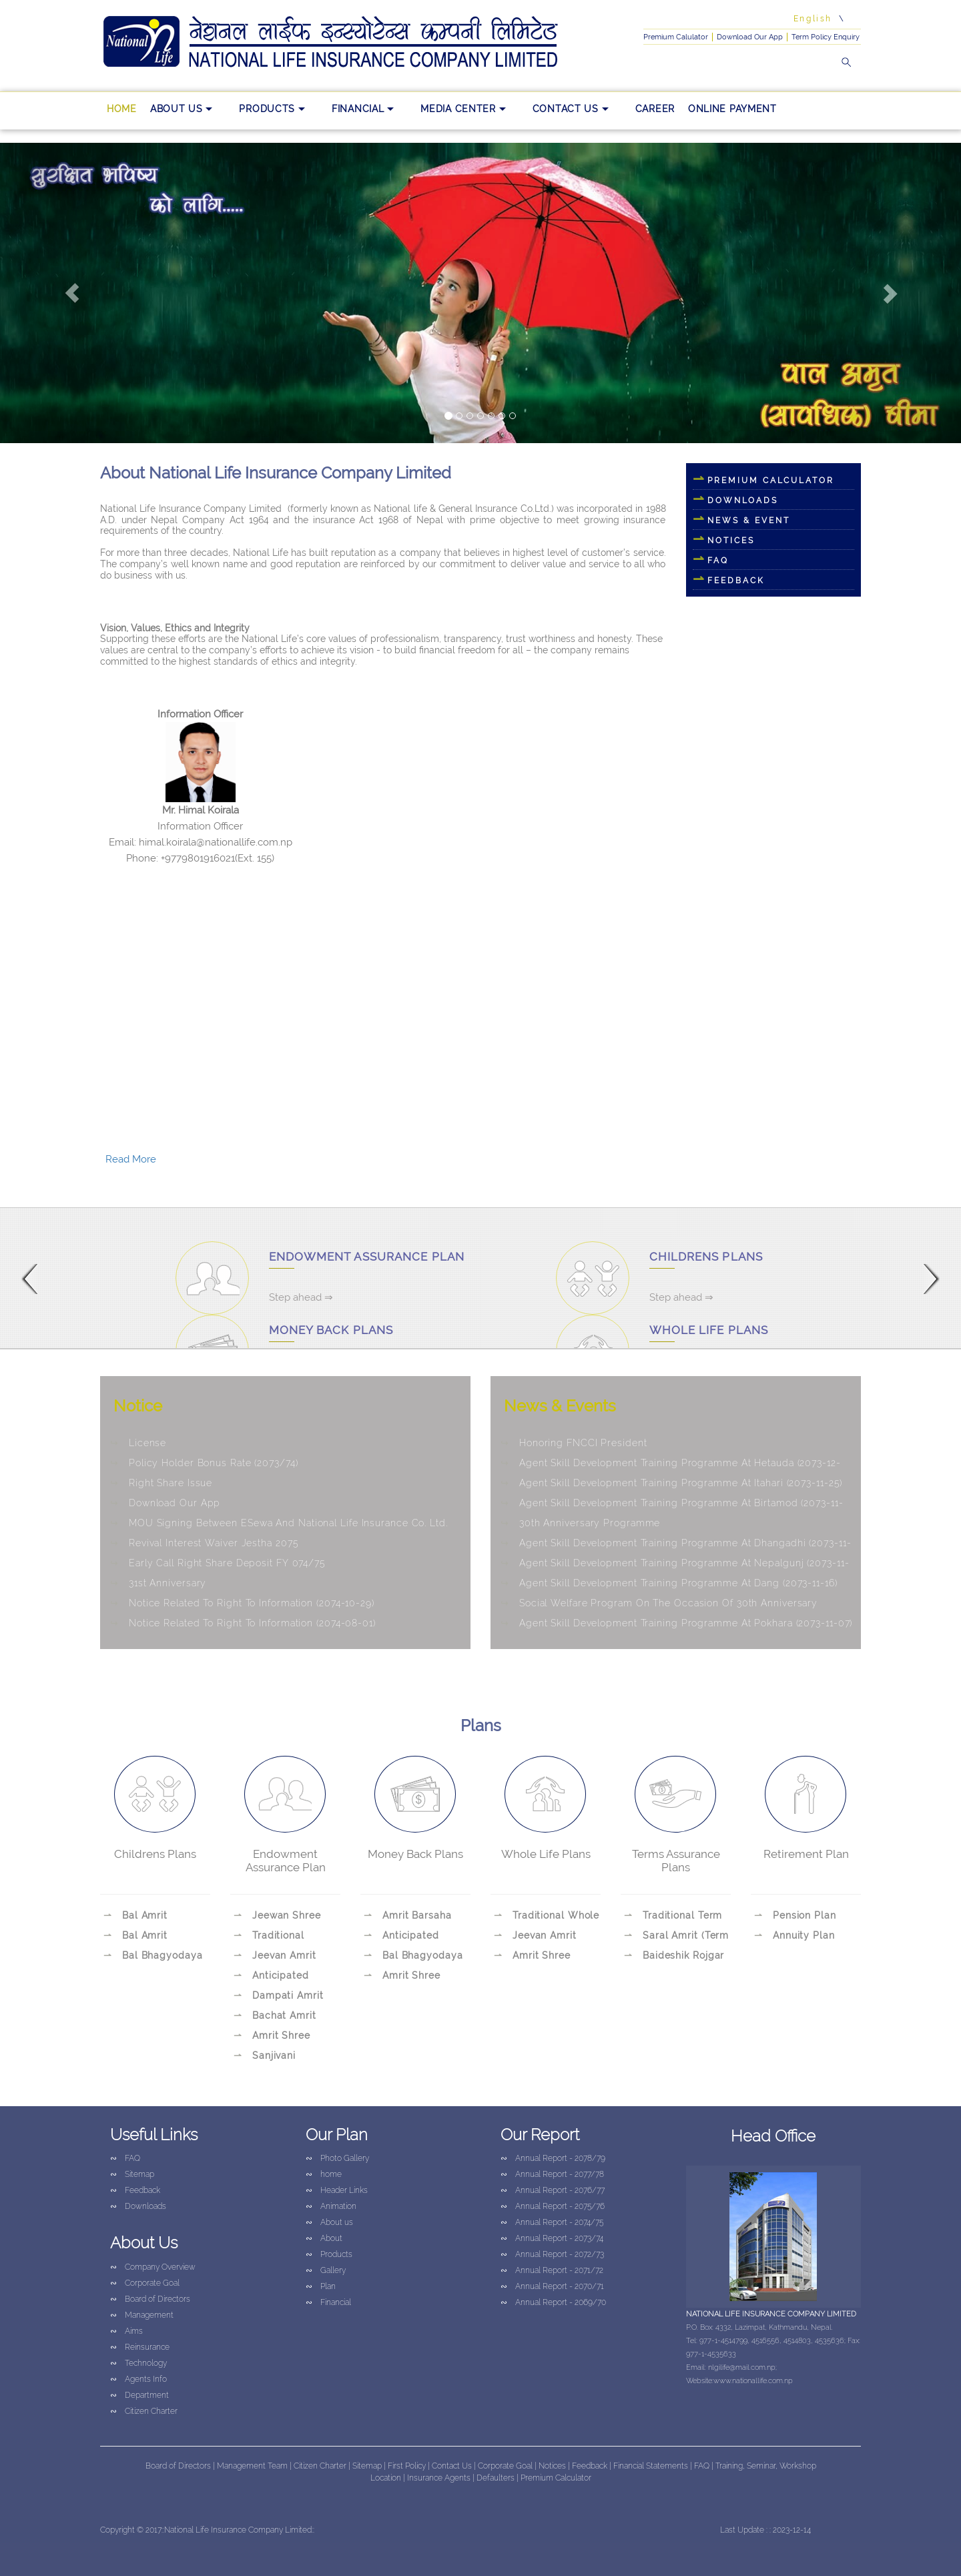 National Life
नेशनल लाईफ इन्स्योरेन्स कम्पनी लिमिटेड
NATIONAL LIFE INSURANCE COMPANY LIMITED
English \
Premium Calulator | Download Our App | Term Policy Enquiry
HOME ABOUT US PRODUCTS FINANCIAL MEDIA CENTER CONTACT US CAREER ONLINE PAYMENT
सुरक्षित भविष्य
को लागि.....
वाल अमृत
(सावधिक) वीमा
About National Life Insurance Company Limited
National Life Insurance Company Limited (formerly known as National life & General Insurance Co.Ltd.) was incorporated in 1988
A.D. under Nepal Company Act 1964 and the insurance Act 1968 of Nepal with prime objective to meet growing insurance
requirements of the country.
For more than three decades, National Life has built reputation as a company that believes in highest level of customer's service.
The company's well known name and good reputation are reinforced by our commitment to deliver value and service to all who
do business with us.
Vision, Values, Ethics and Integrity
Supporting these efforts are the National Life's core values of professionalism, transparency, trust worthiness and honesty. These
values are central to the company's efforts to achieve its vision - to build financial freedom for all – the company remains
committed to the highest standards of ethics and integrity.
PREMIUM CALCULATOR
DOWNLOADS
NEWS & EVENT
NOTICES
FAQ
FEEDBACK
Information Officer
Mr. Himal Koirala
Information Officer
Email: himal.koirala@nationallife.com.np
Phone: +9779801916021(Ext. 155)
Read More
ENDOWMENT ASSURANCE PLAN
Step ahead ⇒
CHILDRENS PLANS
Step ahead ⇒
MONEY BACK PLANS
WHOLE LIFE PLANS
Notice
License
Policy Holder Bonus Rate (2073/74)
Right Share Issue
Download Our App
MOU Signing Between ESewa And National Life Insurance Co. Ltd.
Revival Interest Waiver Jestha 2075
Early Call Right Share Deposit FY 074/75
31st Anniversary
Notice Related To Right To Information (2074-10-29)
Notice Related To Right To Information (2074-08-01)
News & Events
Honoring FNCCI President
Agent Skill Development Training Programme At Hetauda (2073-12-
Agent Skill Development Training Programme At Itahari (2073-11-25)
Agent Skill Development Training Programme At Birtamod (2073-11-
30th Anniversary Programme
Agent Skill Development Training Programme At Dhangadhi (2073-11-
Agent Skill Development Training Programme At Nepalgunj (2073-11-
Agent Skill Development Training Programme At Dang (2073-11-16)
Social Welfare Program On The Occasion Of 30th Anniversary
Agent Skill Development Training Programme At Pokhara (2073-11-07)
Plans
Childrens Plans
Bal Amrit
Bal Amrit
Bal Bhagyodaya
Endowment
Assurance Plan
Jeewan Shree
Traditional
Jeevan Amrit
Anticipated
Dampati Amrit
Bachat Amrit
Amrit Shree
Sanjivani
Money Back Plans
Amrit Barsaha
Anticipated
Bal Bhagyodaya
Amrit Shree
Whole Life Plans
Traditional Whole
Jeevan Amrit
Amrit Shree
Terms Assurance
Plans
Traditional Term
Saral Amrit (Term
Baideshik Rojgar
Retirement Plan
Pension Plan
Annuity Plan
Useful Links
FAQ
Sitemap
Feedback
Downloads
About Us
Company Overview
Corporate Goal
Board of Directors
Management
Aims
Reinsurance
Technology
Agents Info
Department
Citizen Charter
Our Plan
Photo Gallery
home
Header Links
Animation
About us
About
Products
Gallery
Plan
Financial
Our Report
Annual Report - 2078/79
Annual Report - 2077/78
Annual Report - 2076/77
Annual Report - 2075/76
Annual Report - 2074/75
Annual Report - 2073/74
Annual Report - 2072/73
Annual Report - 2071/72
Annual Report - 2070/71
Annual Report - 2069/70
Head Office
NATIONAL LIFE INSURANCE COMPANY LIMITED
P.O. Box: 4332, Lazimpat, Kathmandu, Nepal
Tel: 977-1-4514799, 4516556, 4514803, 4535636, Fax:
977-1-4535633
Email: nlgilife@mail.com.np.
Website:www.nationallife.com.np
Board of Directors | Management Team | Citizen Charter | Sitemap | First Policy | Contact Us | Corporate Goal | Notices | Feedback | Financial Statements | FAQ | Training, Seminar, Workshop
Location | Insurance Agents | Defaulters | Premium Calculator
Copyright © 2017:National Life Insurance Company Limited:
Last Update : : 2023-12-14